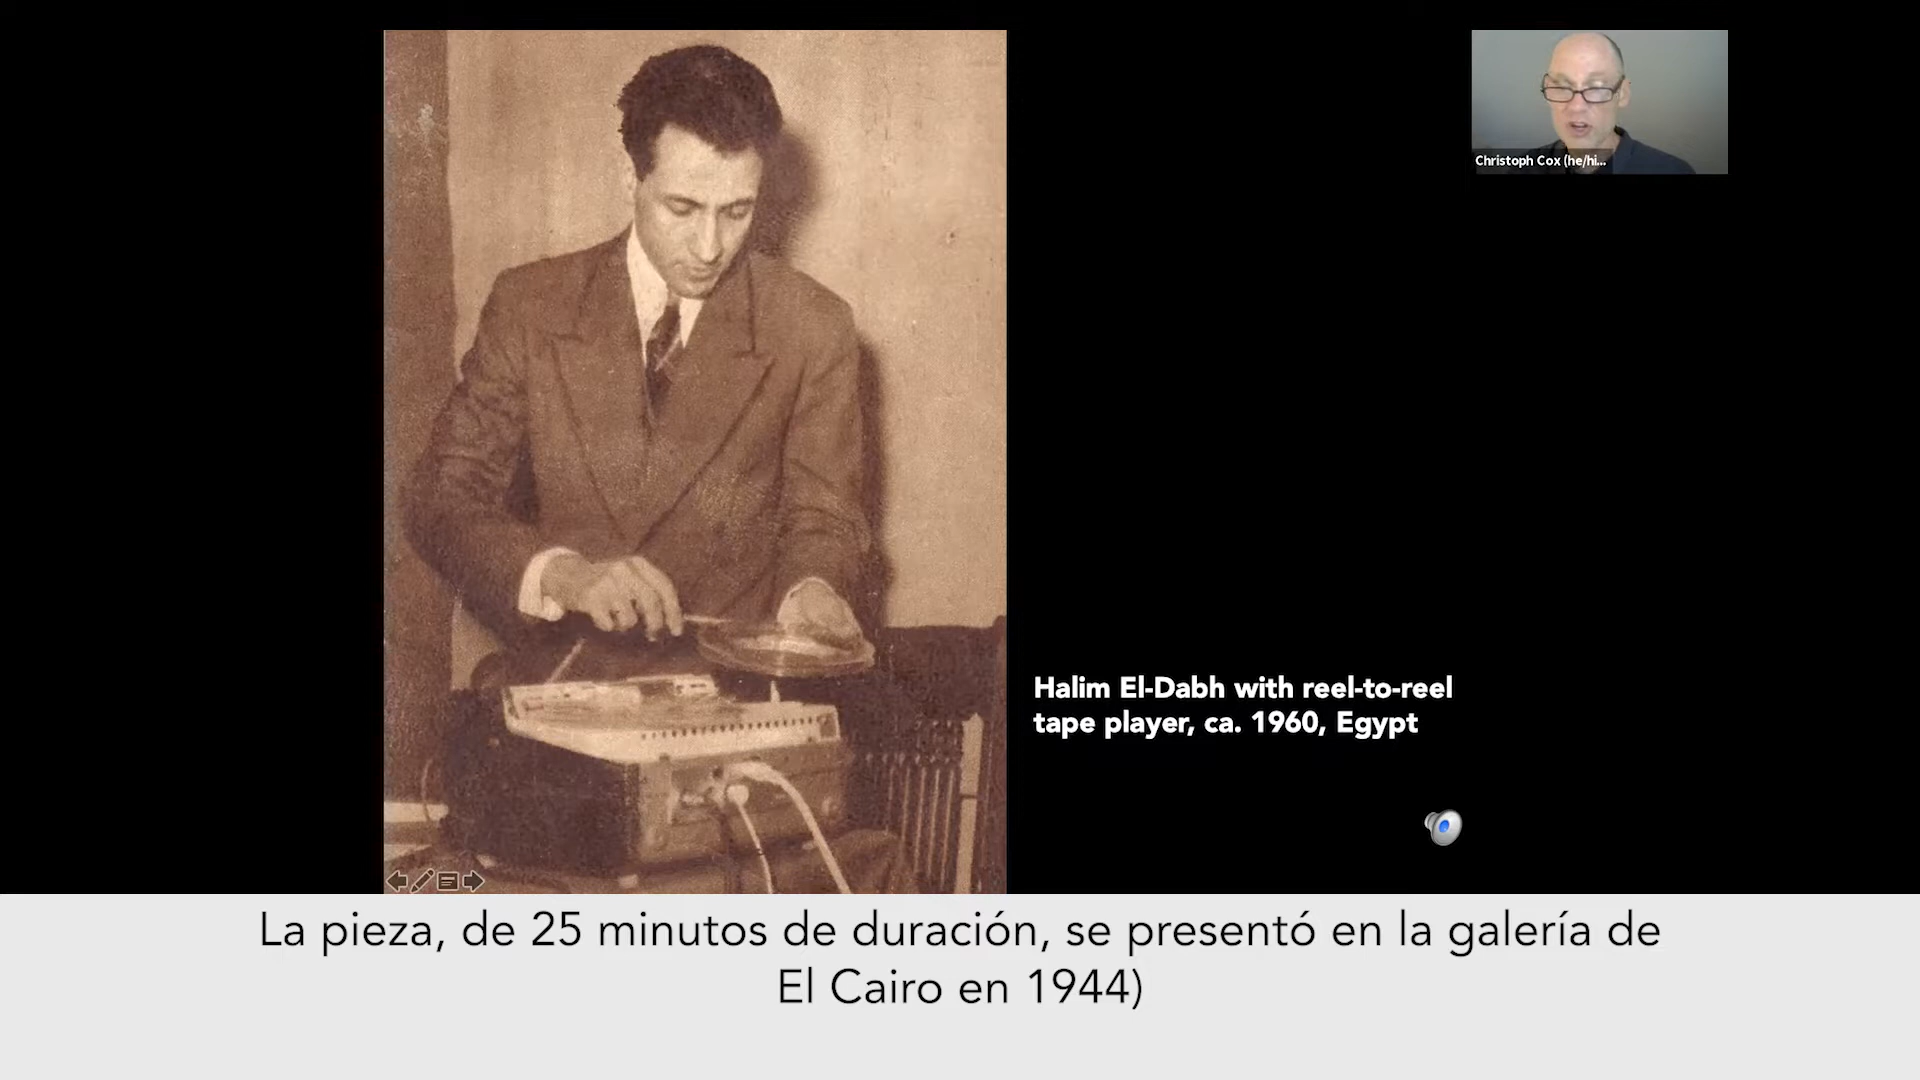 Christoph Cox (he/hi...
Halim El-Dabh with reel-to-reel
tape player, ca. 1960, Egypt
La pieza, de 25 minutos de duración, se presentó en la galería de
El Cairo en 1944)